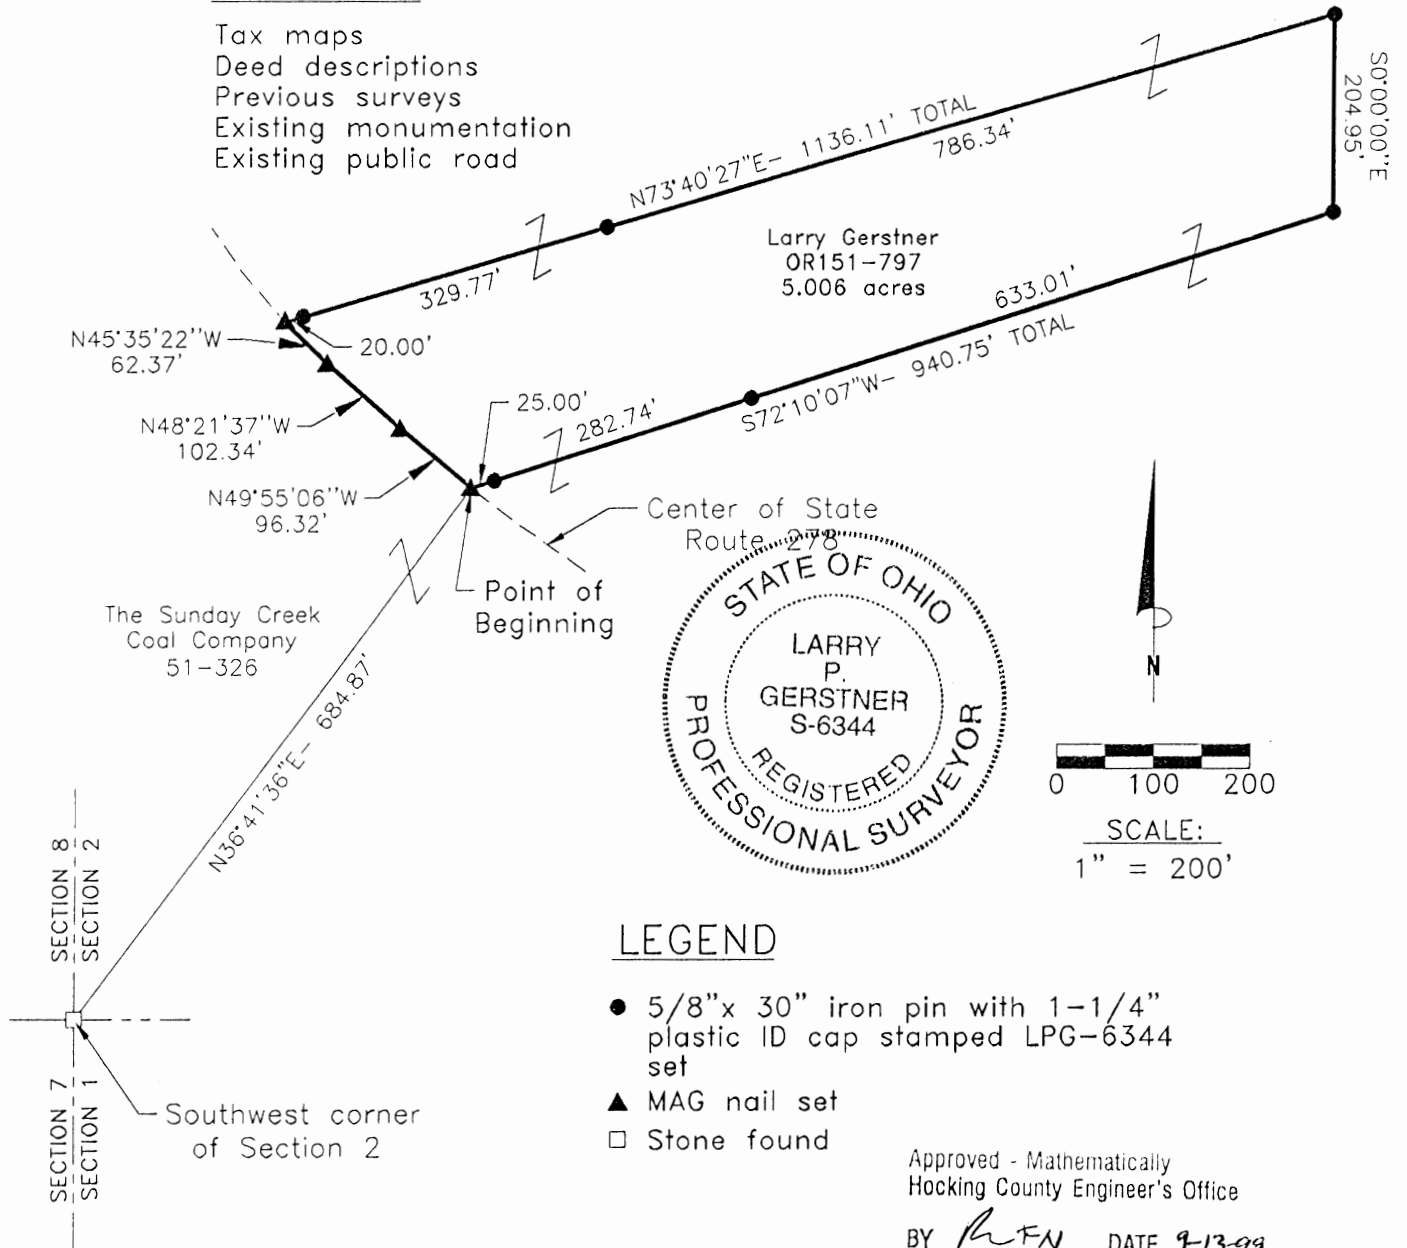 Tax maps
Deed descriptions
Previous surveys
Existing monumentation
Existing public road
N73°40'27"E- 1136.11' TOTAL
786.34'
S0°00'00"E
204.95'
329.77'
Larry Gerstner
OR151-797
5.006 acres
633.01'
S72°10'07"W- 940.75' TOTAL
282.74'
N45°35'22"W
62.37'
20.00'
25.00'
N48°21'37"W
102.34'
N49°55'06"W
96.32'
Center of State
Route 278
Point of
Beginning
The Sunday Creek
Coal Company
51-326
N36°41'36"E- 684.87'
STATE OF OHIO
LARRY
P.
GERSTNER
S-6344
REGISTERED
PROFESSIONAL SURVEYOR
N
0 100 200
SCALE:
1" = 200'
SECTION 8
SECTION 2
SECTION 7
SECTION 1
Southwest corner
of Section 2
LEGEND
5/8"x 30" iron pin with 1-1/4"
plastic ID cap stamped LPG-6344
set
MAG nail set
Stone found
Approved - Mathematically
Hocking County Engineer's Office
BY DATE 9-13-99